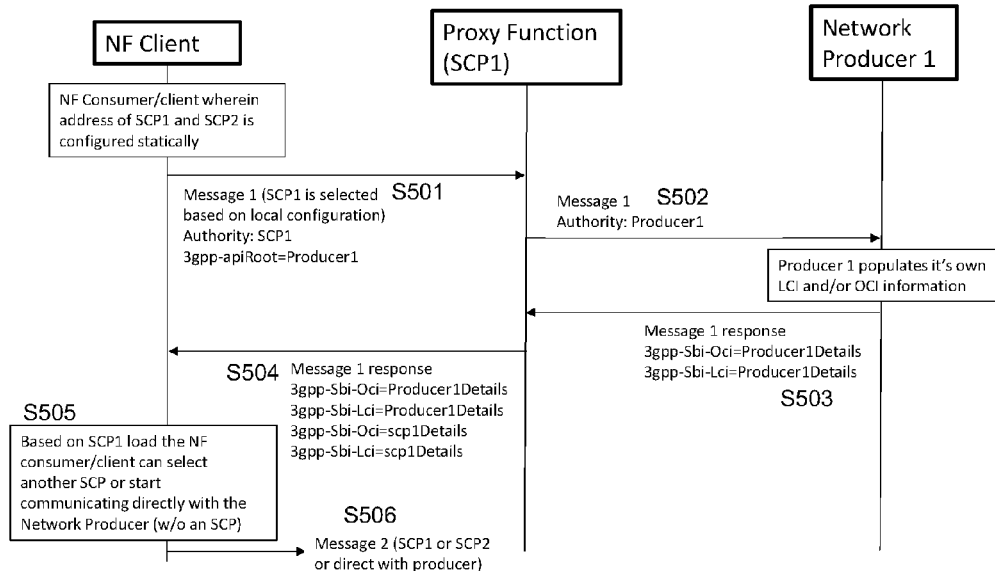 NF Client
Proxy Function
(SCP1)
Network
Producer 1
NF Consumer/client wherein
address of SCP1 and SCP2 is
configured statically
S501
Message 1 (SCP1 is selected
based on local configuration)
Authority: SCP1
3gpp-apiRoot=Producer1
S502
Message 1
Authority: Producer1
Producer 1 populates it's own
LCI and/or OCI information
Message 1 response
3gpp-Sbi-Oci=Producer1Details
3gpp-Sbi-Lci=Producer1Details
S503
S504
Message 1 response
3gpp-Sbi-Oci=Producer1Details
3gpp-Sbi-Lci=Producer1Details
3gpp-Sbi-Oci=scp1Details
3gpp-Sbi-Lci=scp1Details
S505
Based on SCP1 load the NF
consumer/client can select
another SCP or start
communicating directly with the
Network Producer (w/o an SCP)
S506
Message 2 (SCP1 or SCP2
or direct with producer)